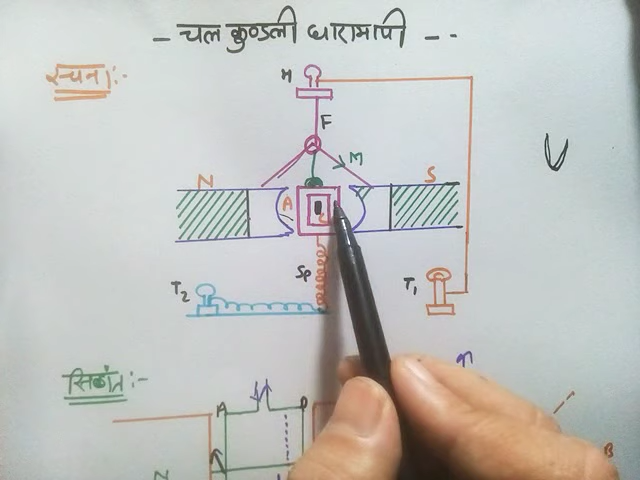 - चल कुण्डली धारामापी - - .
रचना :-
H
F
M
N
S
A
C
Sp
T2
T1
सिद्धांत :-
A
D
N
B